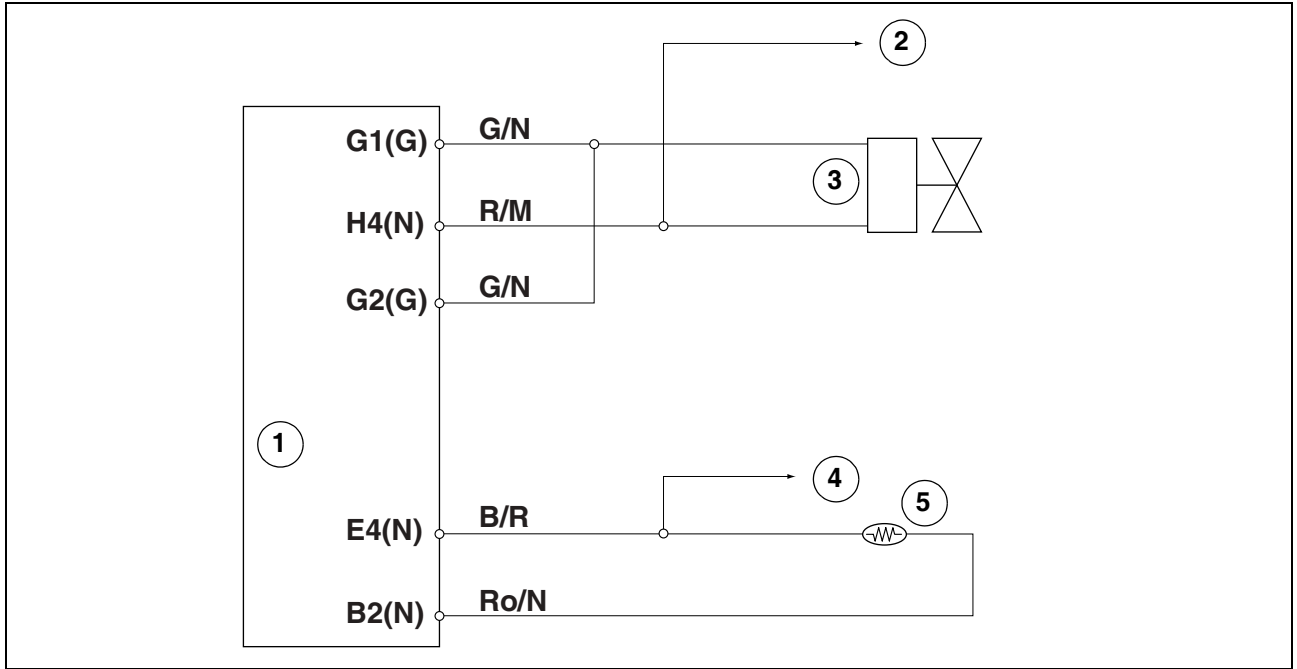 2
G1(G) G/N
3
H4(N) R/M
G2(G) G/N
1
4
5
E4(N) B/R
B2(N) Ro/N